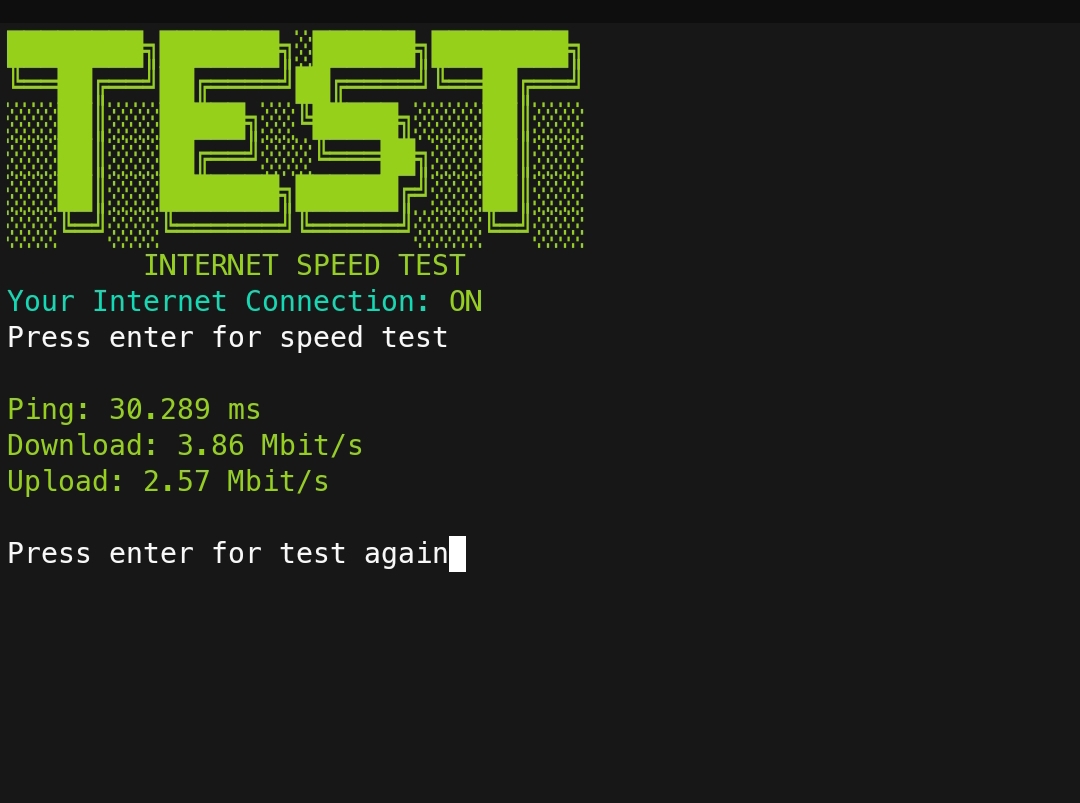 TEST
INTERNET SPEED TEST
Your Internet Connection: ON
Press enter for speed test
Ping: 30.289 ms
Download: 3.86 Mbit/s
Upload: 2.57 Mbit/s
Press enter for test again